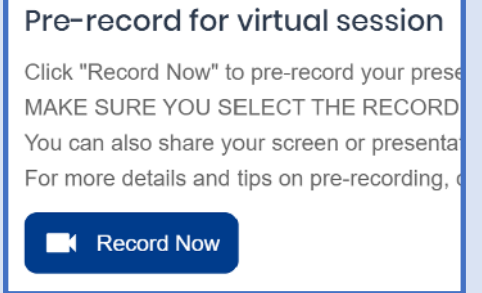 Pre-record for virtual session
Click "Record Now" to pre-record your prese
MAKE SURE YOU SELECT THE RECORD
You can also share your screen or presenta
For more details and tips on pre-recording,
Record Now